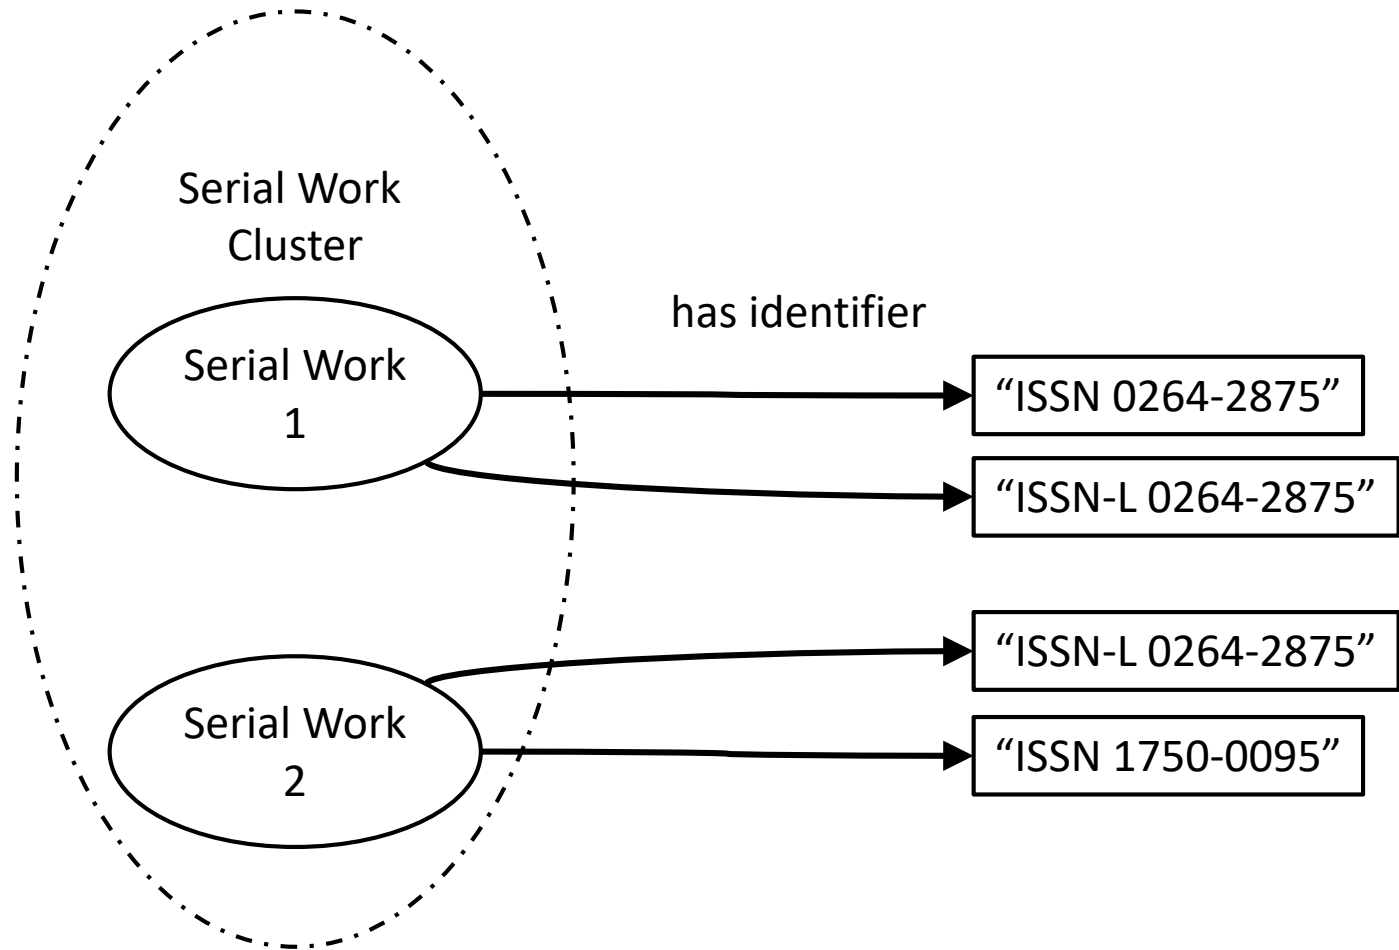 Serial Work
Cluster
has identifier
Serial Work
1
“ISSN 0264-2875”
“ISSN-L 0264-2875”
Serial Work
2
“ISSN-L 0264-2875”
“ISSN 1750-0095”